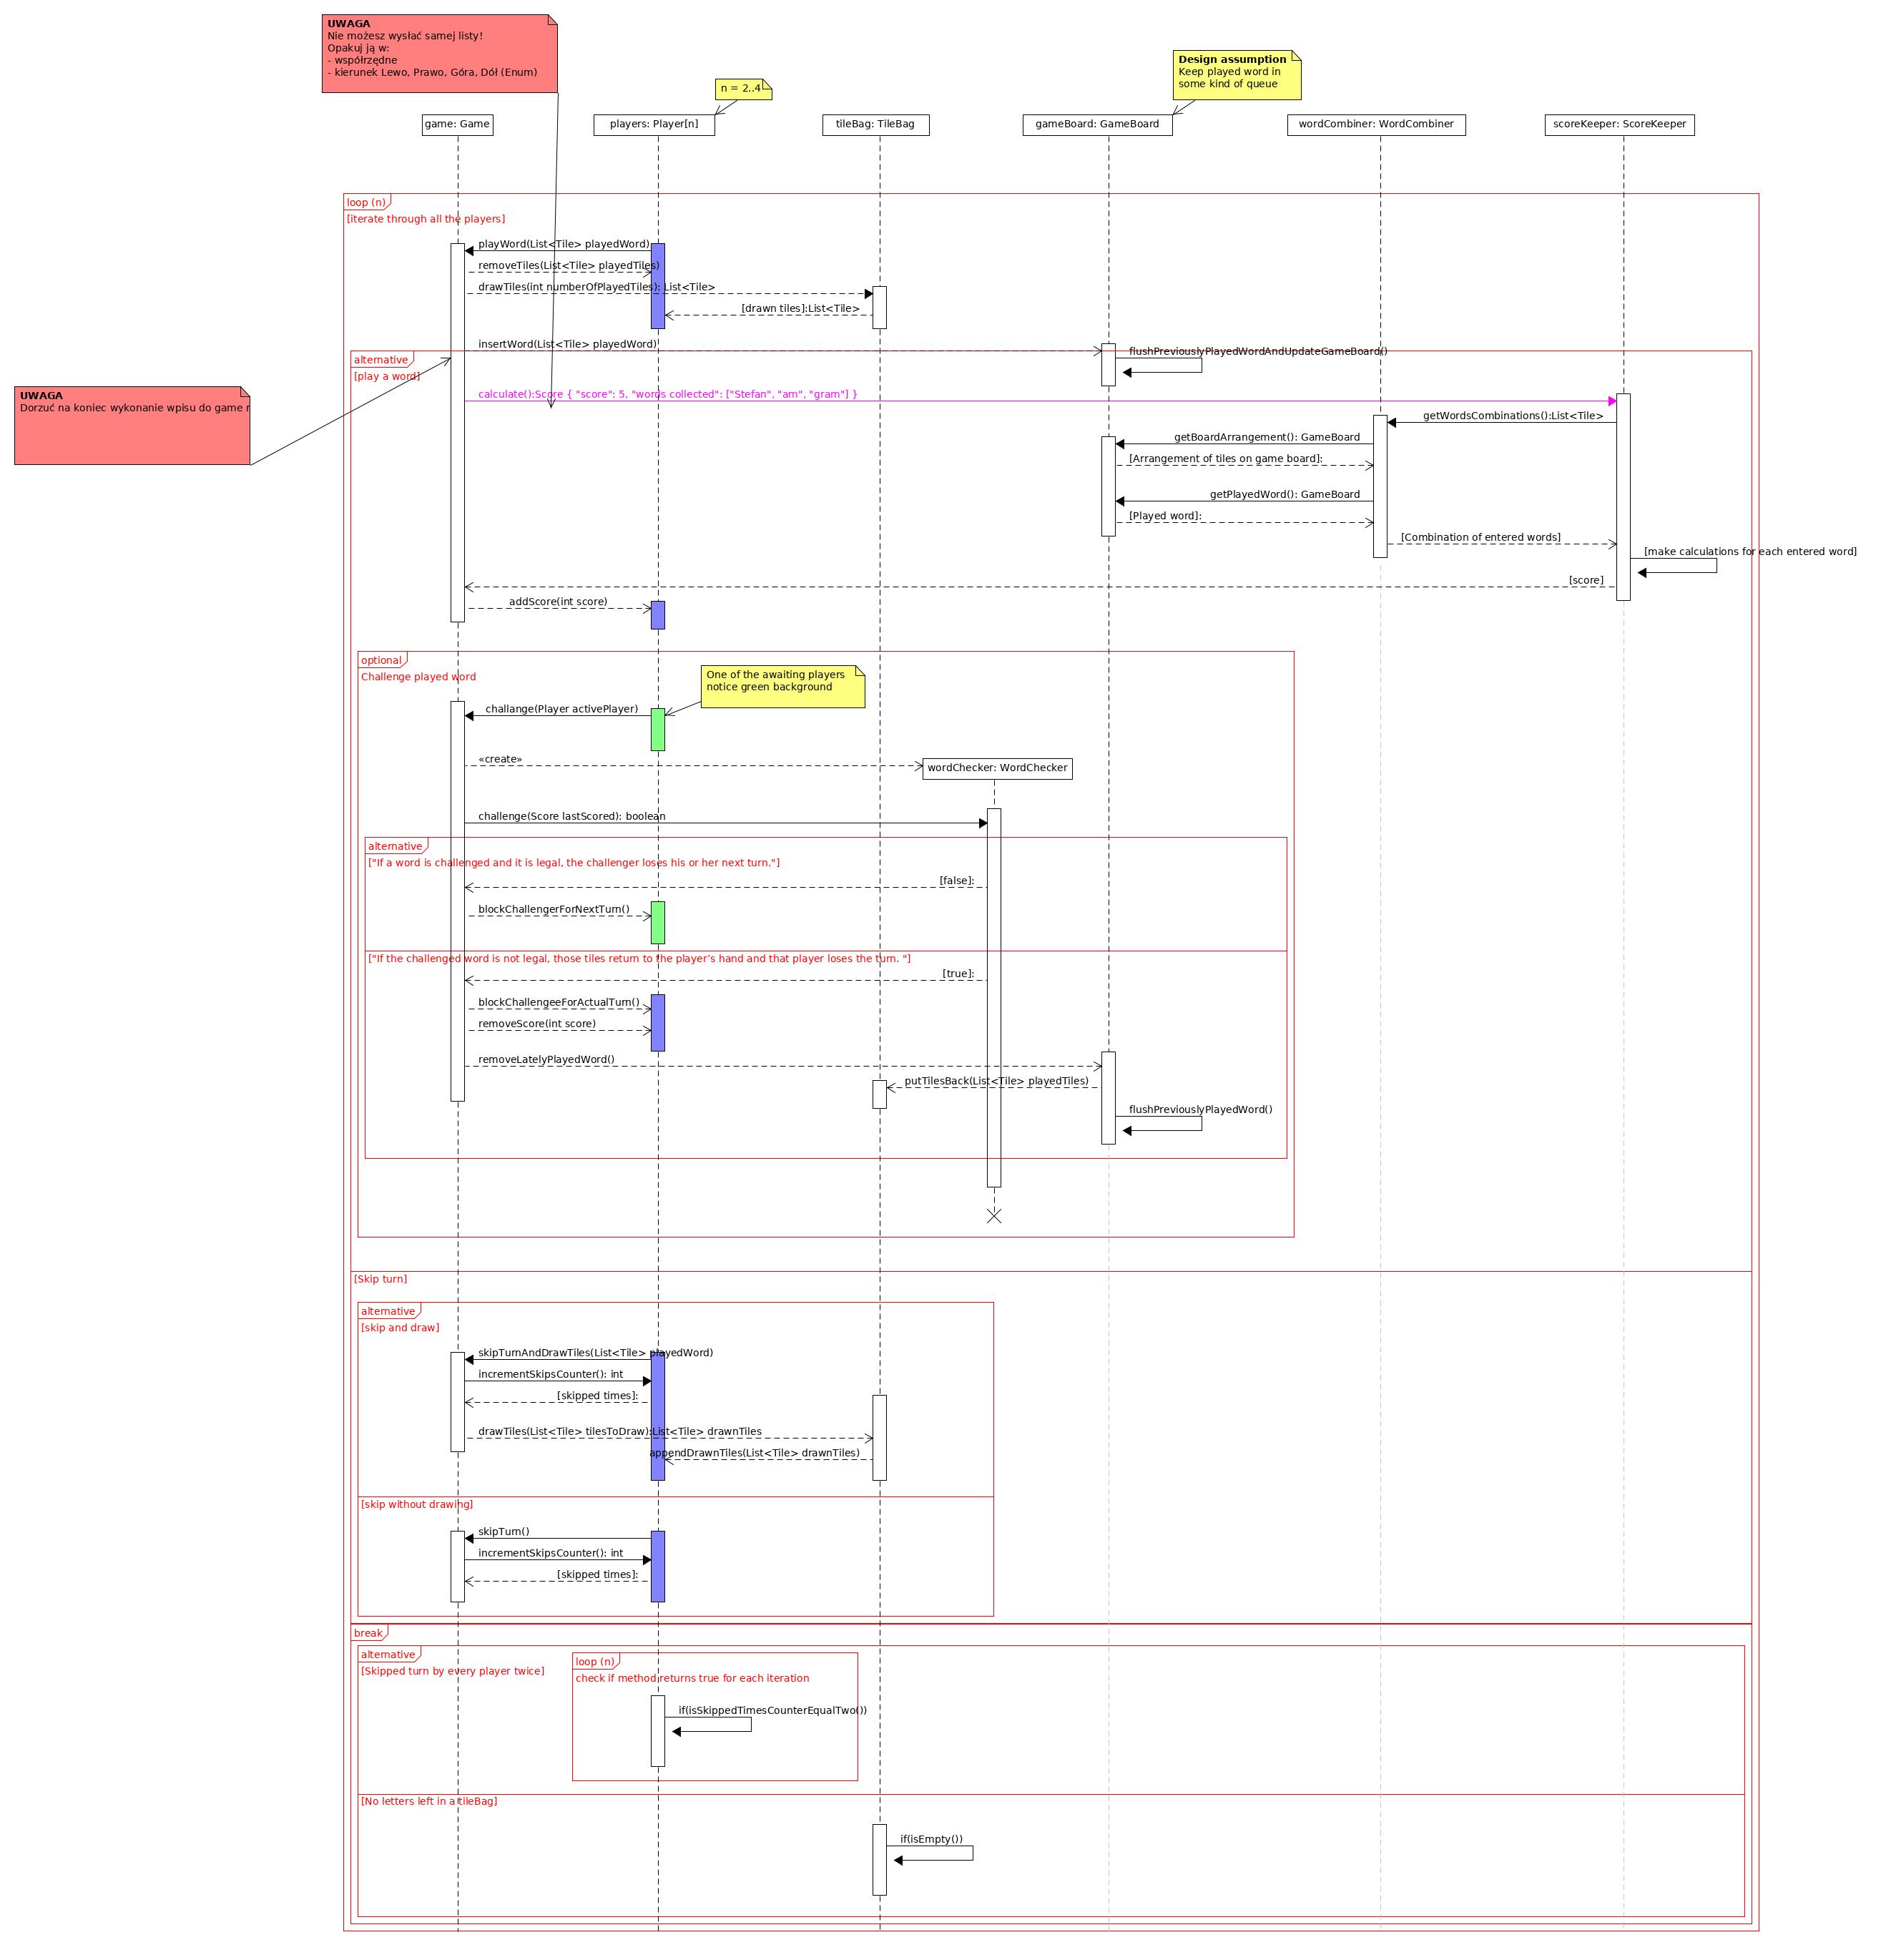 UWAGA
Nie możesz wysłać samej listy!
Opakuj ją w:
- współrzędne
- kierunek Lewo, Prawo, Góra, Dół (Enum)
n = 2..4
Design assumption
Keep played word in
some kind of queue
game: Game
players: Player[n]
tileBag: TileBag
gameBoard: GameBoard
wordCombiner: WordCombiner
scoreKeeper: ScoreKeeper
loop (n)
[iterate through all the players]
playWord(List<Tile> playedWord)
removeTiles(List<Tile> playedTiles)
drawTiles(int numberOfPlayedTiles): List<Tile>
[drawn tiles]:List<Tile>
insertWord(List<Tile> playedWord)
flushPreviouslyPlayedWordAndUpdateGameBoard()
alternative
[play a word]
UWAGA
Dorzuć na koniec wykonanie wpisu do game r
calculate():Score { "score": 5, "words collected": ["Stefan", "am", "gram"] }
getWordsCombinations():List<Tile>
getBoardArrangement(): GameBoard
[Arrangement of tiles on game board]:
getPlayedWord(): GameBoard
[Played word]:
[Combination of entered words]
[make calculations for each entered word]
[score]
addScore(int score)
optional
Challenge played word
One of the awaiting players
notice green background
challange(Player activePlayer)
«create»
wordChecker: WordChecker
challenge(Score lastScored): boolean
alternative
["If a word is challenged and it is legal, the challenger loses his or her next turn."]
[false]:
blockChallengerForNextTurn()
["If the challenged word is not legal, those tiles return to the player’s hand and that player loses the turn. "]
[true]:
blockChallengeeForActualTurn()
removeScore(int score)
removeLatelyPlayedWord()
putTilesBack(List<Tile> playedTiles)
flushPreviouslyPlayedWord()
[Skip turn]
alternative
[skip and draw]
skipTurnAndDrawTiles(List<Tile> playedWord)
incrementSkipsCounter(): int
[skipped times]:
drawTiles(List<Tile> tilesToDraw):List<Tile> drawnTiles
appendDrawnTiles(List<Tile> drawnTiles)
[skip without drawing]
skipTurn()
incrementSkipsCounter(): int
[skipped times]:
break
alternative
[Skipped turn by every player twice]
loop (n)
check if method returns true for each iteration
if(isSkippedTimesCounterEqualTwo())
[No letters left in a tileBag]
if(isEmpty())